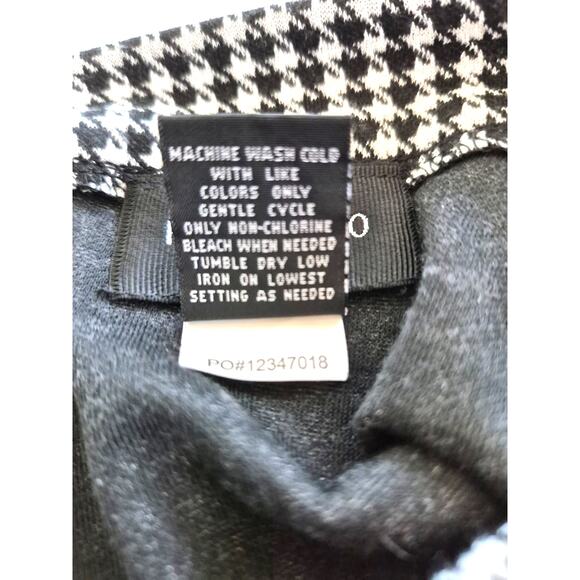 MACHINE WASH COLD
WITH LIKE
COLORS ONLY
GENTLE CYCLE
ONLY NON-CHLORINE
BLEACH WHEN NEEDED
TUMBLE DRY LOW
IRON ON LOWEST
SETTING AS NEEDED
PO#12347018